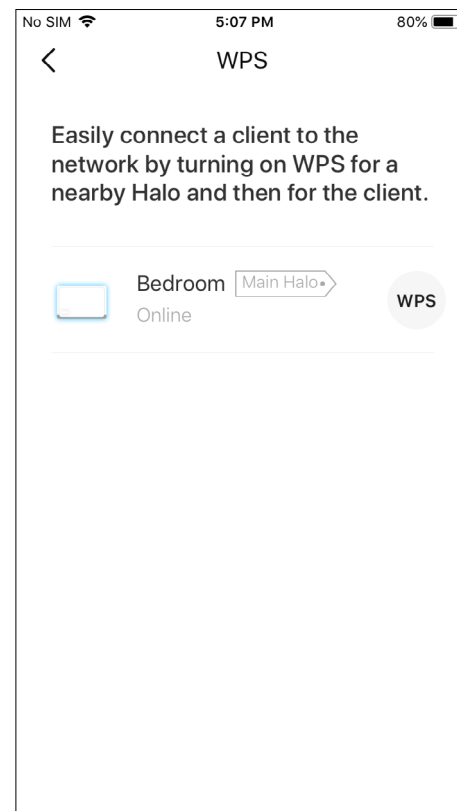 No SIM 5:07 PM 80%
WPS
Easily connect a client to the
network by turning on WPS for a
nearby Halo and then for the client.
Bedroom Main Halo
Online
WPS